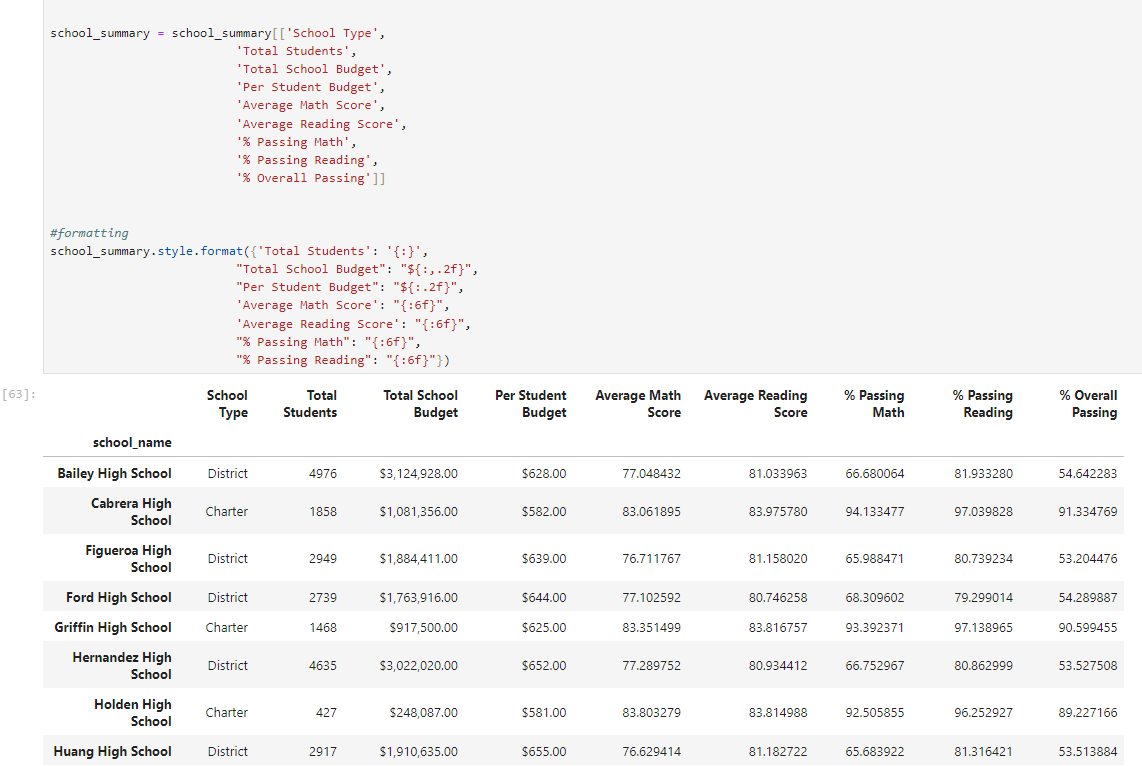 school_summary = school_summary[['School Type',
'Total Students',
'Total School Budget',
'Per Student Budget',
'Average Math Score',
'Average Reading Score',
'% Passing Math',
'% Passing Reading',
'% Overall Passing']]
#formatting
school_summary.style.format({'Total Students': '{:}',
"Total School Budget": "${:,.2f}",
"Per Student Budget": "${:.2f}",
'Average Math Score': "{:6f}",
'Average Reading Score': "{:6f}",
"% Passing Math": "{:6f}",
"% Passing Reading": "{:6f}"})
[63]:
School Type Total Students Total School Budget Per Student Budget Average Math Score Average Reading Score % Passing Math % Passing Reading % Overall Passing
school_name
Bailey High School District 4976 $3,124,928.00 $628.00 77.048432 81.033963 66.680064 81.933280 54.642283
Cabrera High School Charter 1858 $1,081,356.00 $582.00 83.061895 83.975780 94.133477 97.039828 91.334769
Figueroa High School District 2949 $1,884,411.00 $639.00 76.711767 81.158020 65.988471 80.739234 53.204476
Ford High School District 2739 $1,763,916.00 $644.00 77.102592 80.746258 68.309602 79.299014 54.289887
Griffin High School Charter 1468 $917,500.00 $625.00 83.351499 83.816757 93.392371 97.138965 90.599455
Hernandez High School District 4635 $3,022,020.00 $652.00 77.289752 80.934412 66.752967 80.862999 53.527508
Holden High School Charter 427 $248,087.00 $581.00 83.803279 83.814988 92.505855 96.252927 89.227166
Huang High School District 2917 $1,910,635.00 $655.00 76.629414 81.182722 65.683922 81.316421 53.513884